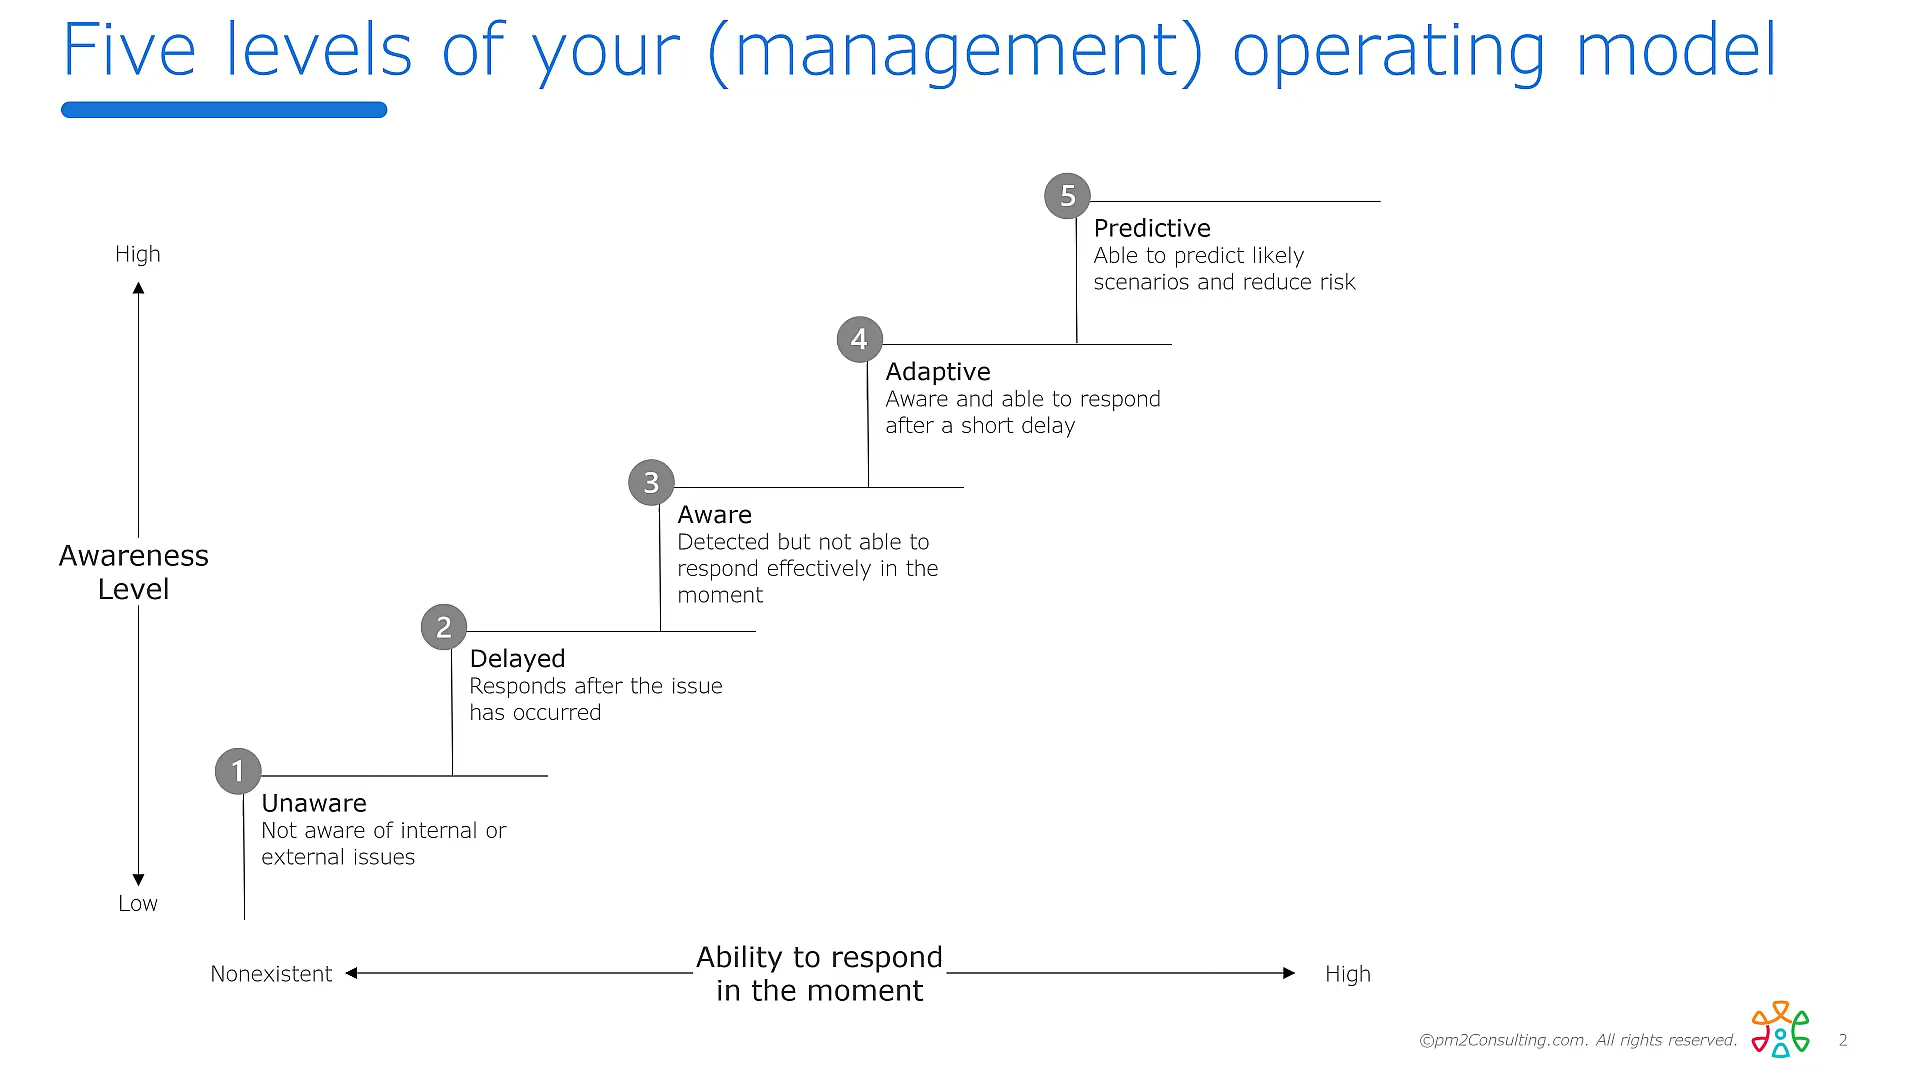 Five levels of your (management) operating model
5
Predictive
Able to predict likely
scenarios and reduce risk
High
4
Adaptive
Aware and able to respond
after a short delay
3
Aware
Detected but not able to
respond effectively in the
moment
Awareness
Level
2
Delayed
Responds after the issue
has occurred
1
Unaware
Not aware of internal or
external issues
Low
Nonexistent
Ability to respond
in the moment
High
©pm2Consulting.com. All rights reserved.
2